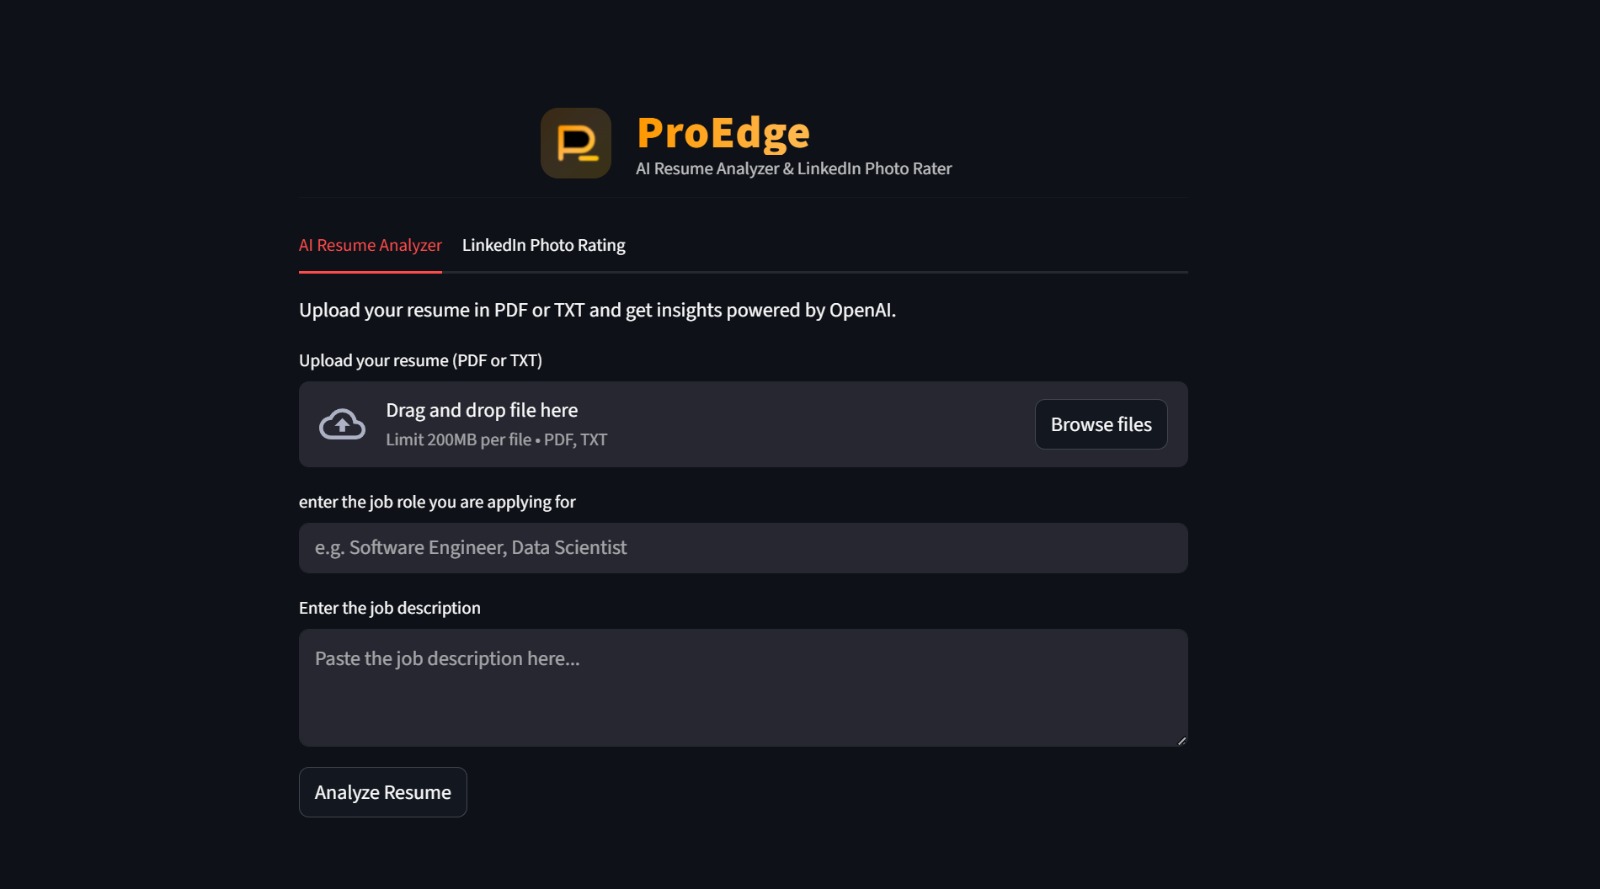 ProEdge
AI Resume Analyzer & LinkedIn Photo Rater
AI Resume Analyzer LinkedIn Photo Rating
Upload your resume in PDF or TXT and get insights powered by OpenAI.
Upload your resume (PDF or TXT)
Drag and drop file here
Limit 200MB per file • PDF, TXT
Browse files
enter the job role you are applying for
e.g. Software Engineer, Data Scientist
Enter the job description
Paste the job description here...
Analyze Resume